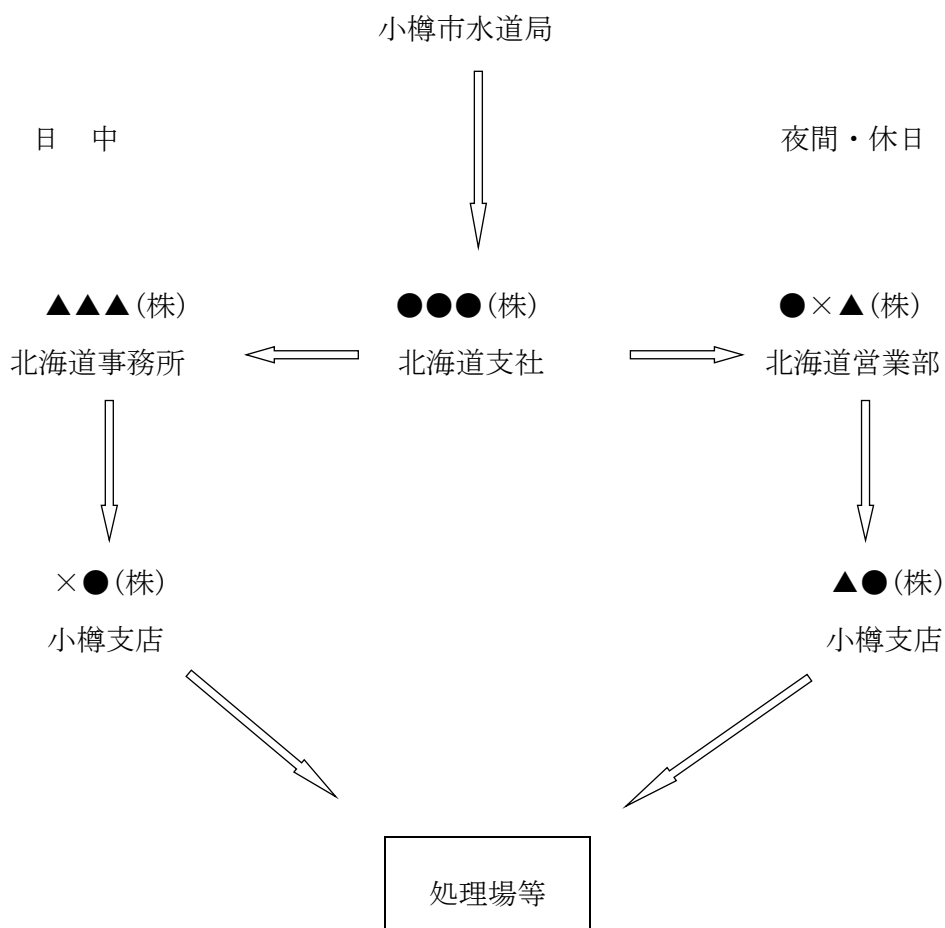 小樽市水道局
日　中
夜間・休日
▲▲▲(株)
●●●(株)
●×▲(株)
北海道事務所
北海道支社
北海道営業部
×●(株)
▲●(株)
小樽支店
小樽支店
処理場等